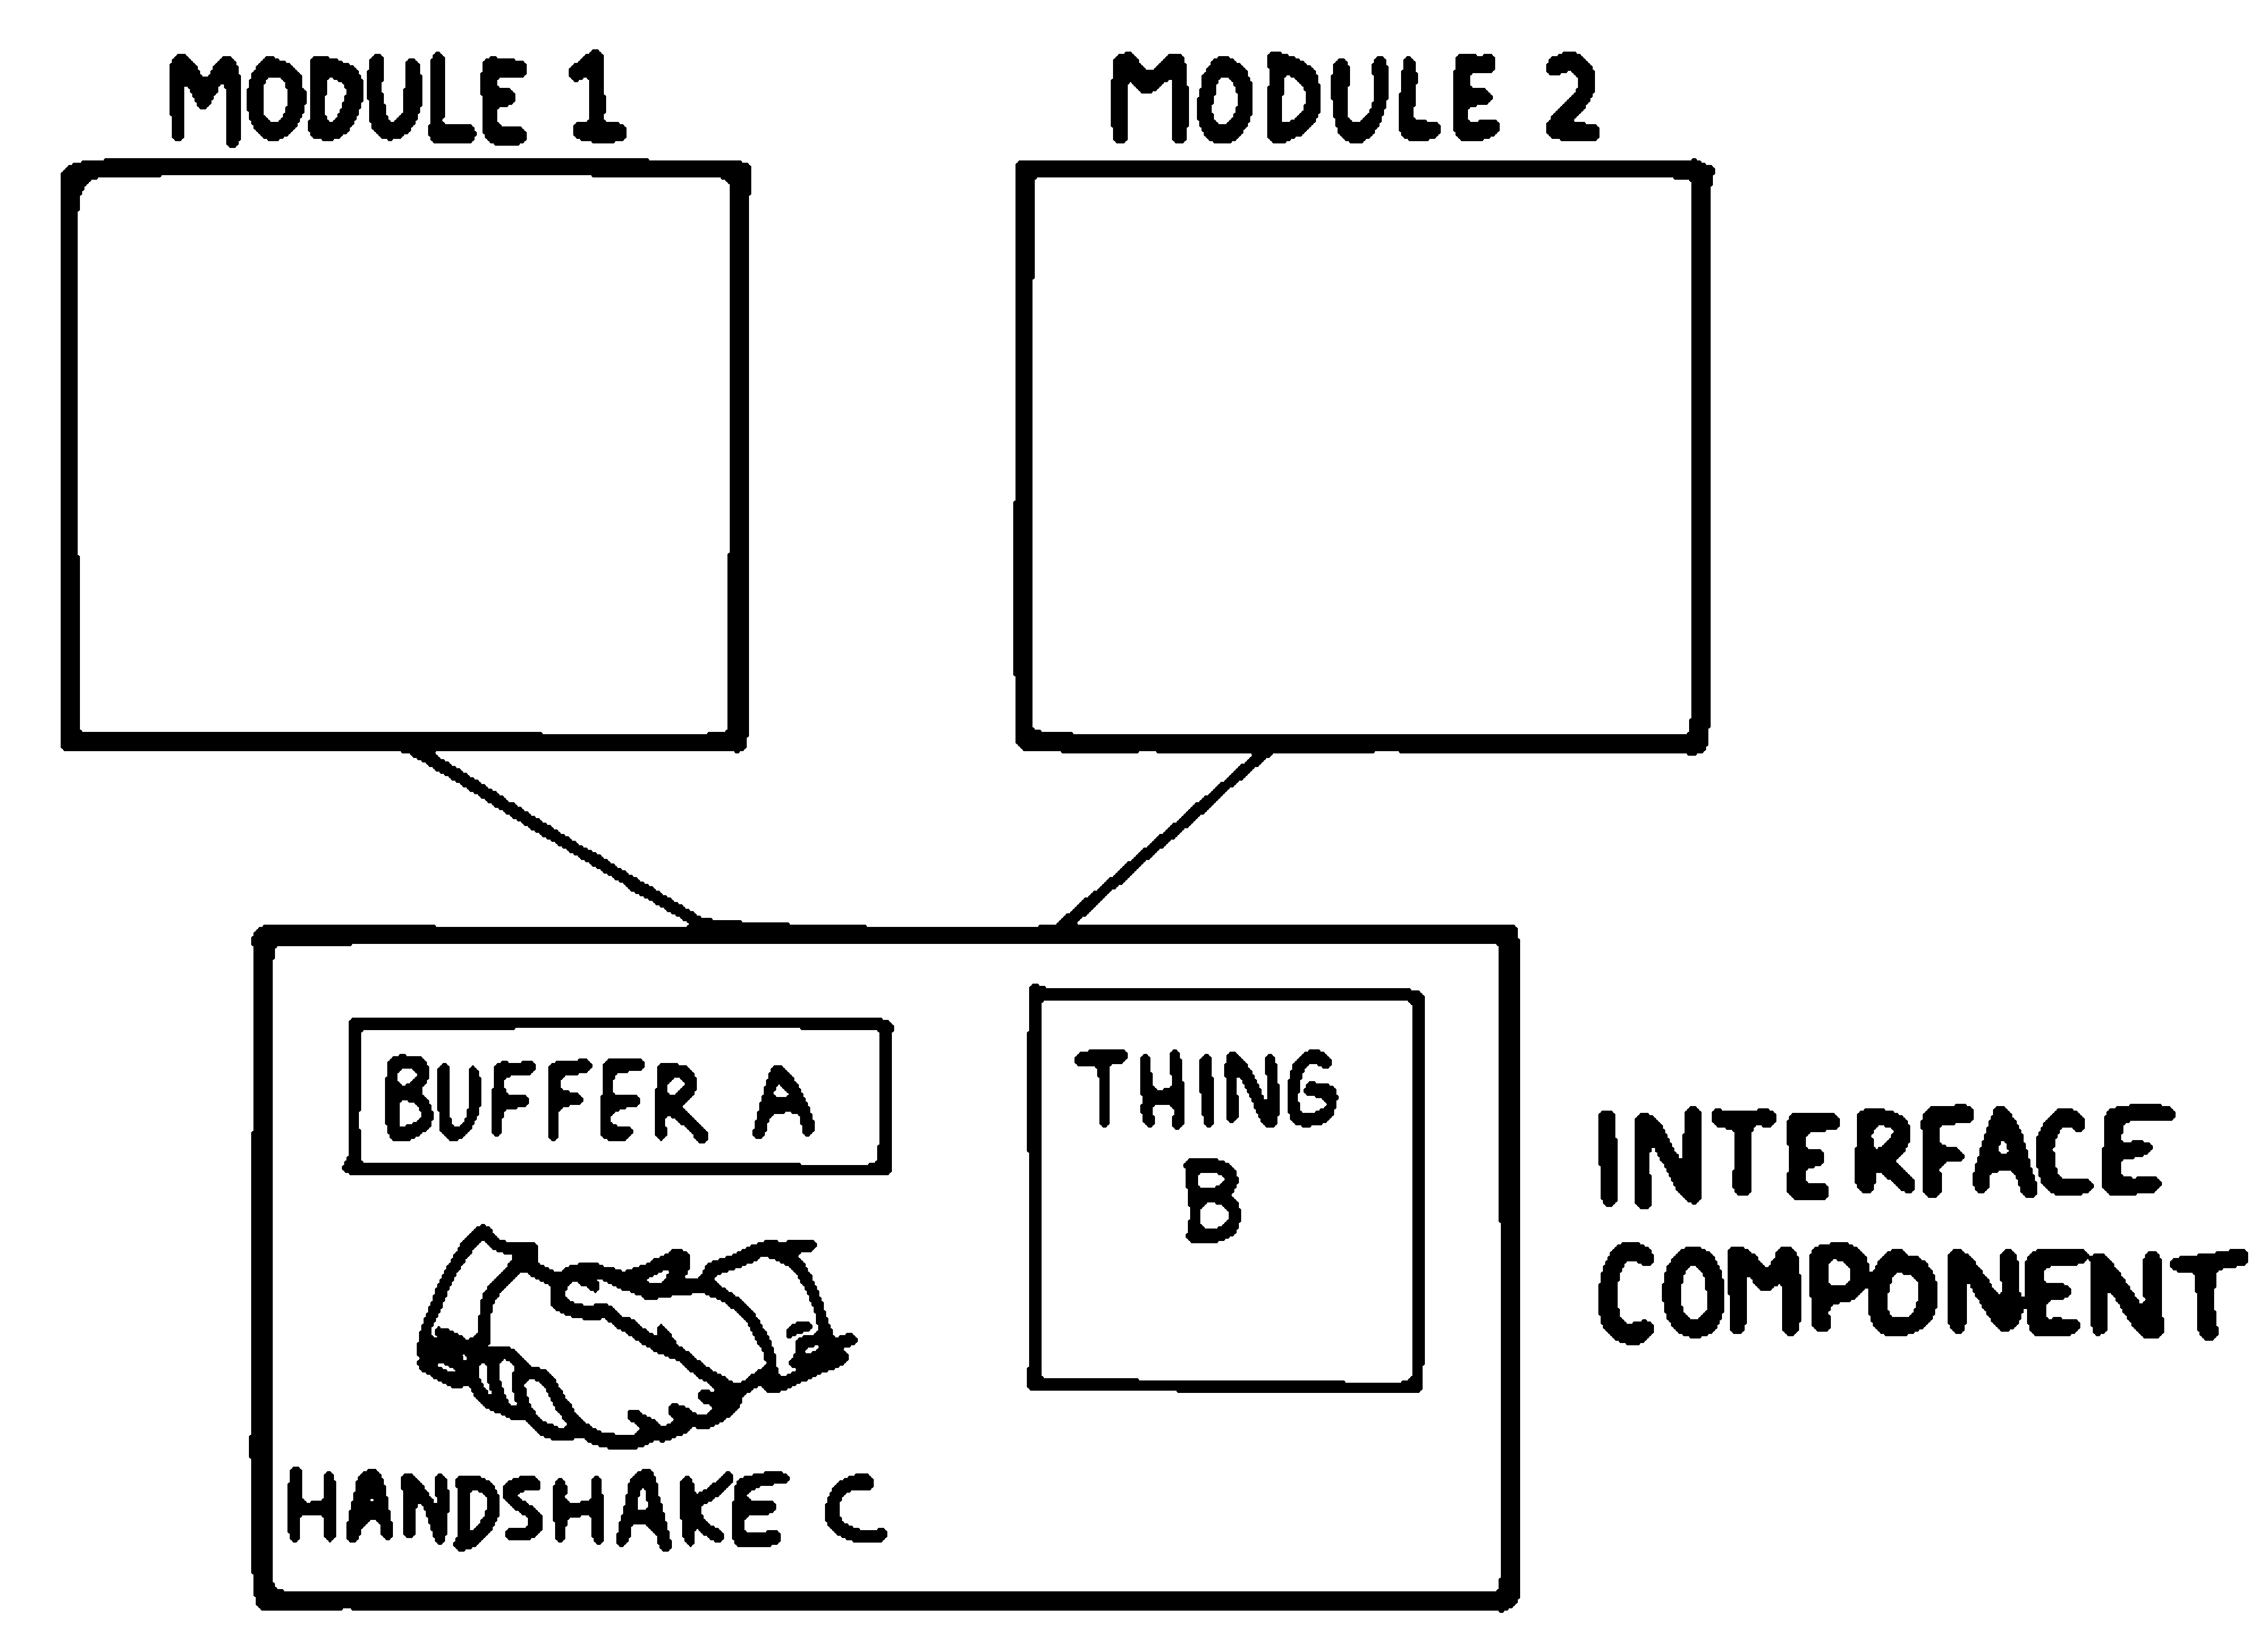 MODULE 1
MODULE 2
BUFFER A
THING
B
HANDSHAKE C
INTERFACE
COMPONENT